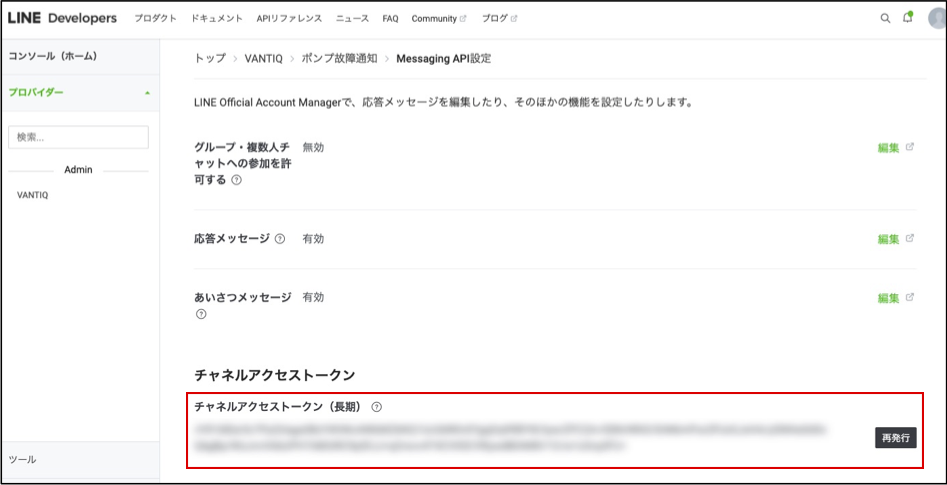 LINE Developers プロダクト ドキュメント APIリファレンス ニュース FAQ Community ブログ
コンソール（ホーム）
プロバイダー
検索...
Admin
VANTIQ
ツール
トップ > VANTIQ > ポンプ故障通知 > Messaging API設定
LINE Official Account Managerで、応答メッセージを編集したり、そのほかの機能を設定したりします。
グループ・複数人チ 無効 編集
ャットへの参加を許
可する ?
応答メッセージ ? 有効 編集
あいさつメッセージ 有効 編集
?
チャネルアクセストークン
チャネルアクセストークン（長期） ?
再発行